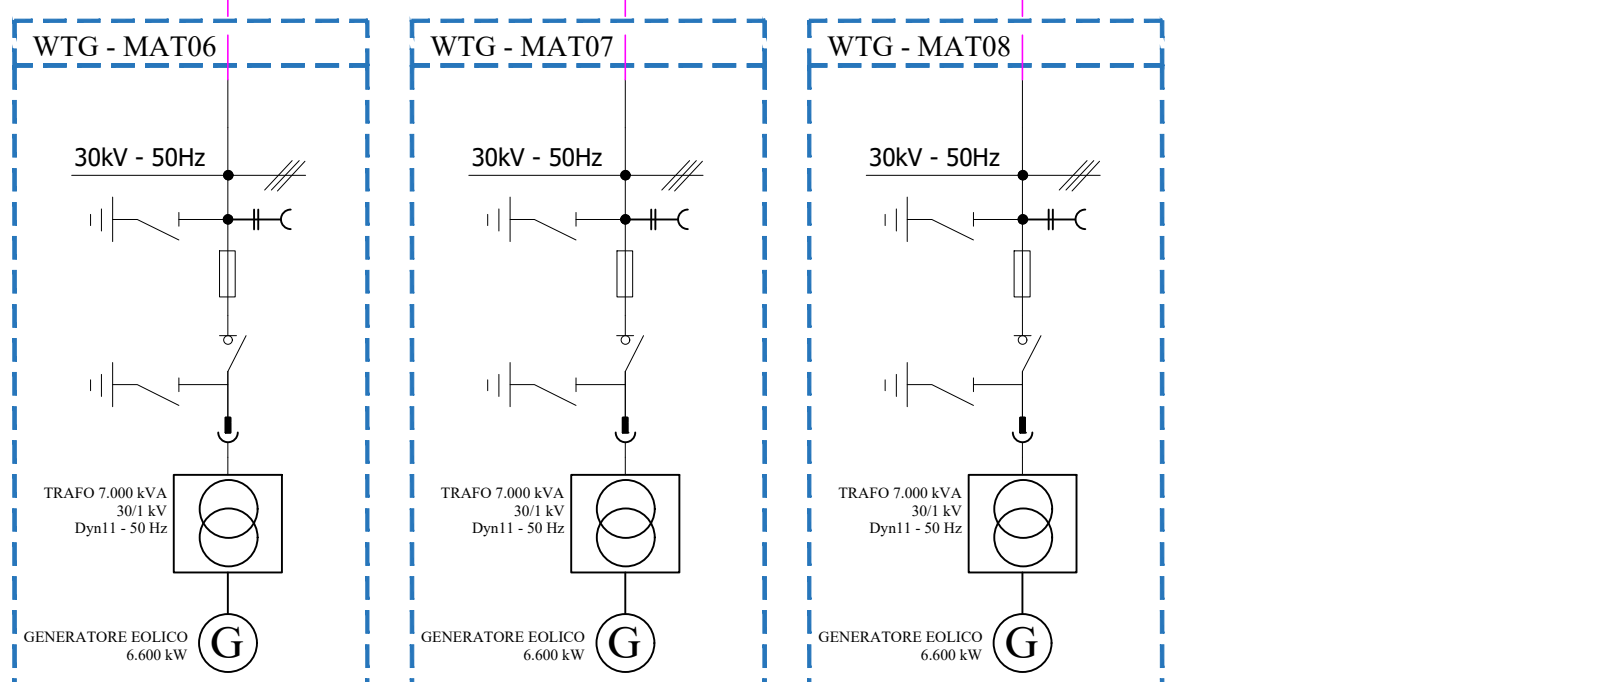 WTG - MAT06
30kV - 50Hz
TRAFO 7.000 kVA
30/1 kV
Dyn11 - 50 Hz
GENERATORE EOLICO
6.600 kW
G
WTG - MAT07
30kV - 50Hz
TRAFO 7.000 kVA
30/1 kV
Dyn11 - 50 Hz
GENERATORE EOLICO
6.600 kW
G
WTG - MAT08
30kV - 50Hz
TRAFO 7.000 kVA
30/1 kV
Dyn11 - 50 Hz
GENERATORE EOLICO
6.600 kW
G